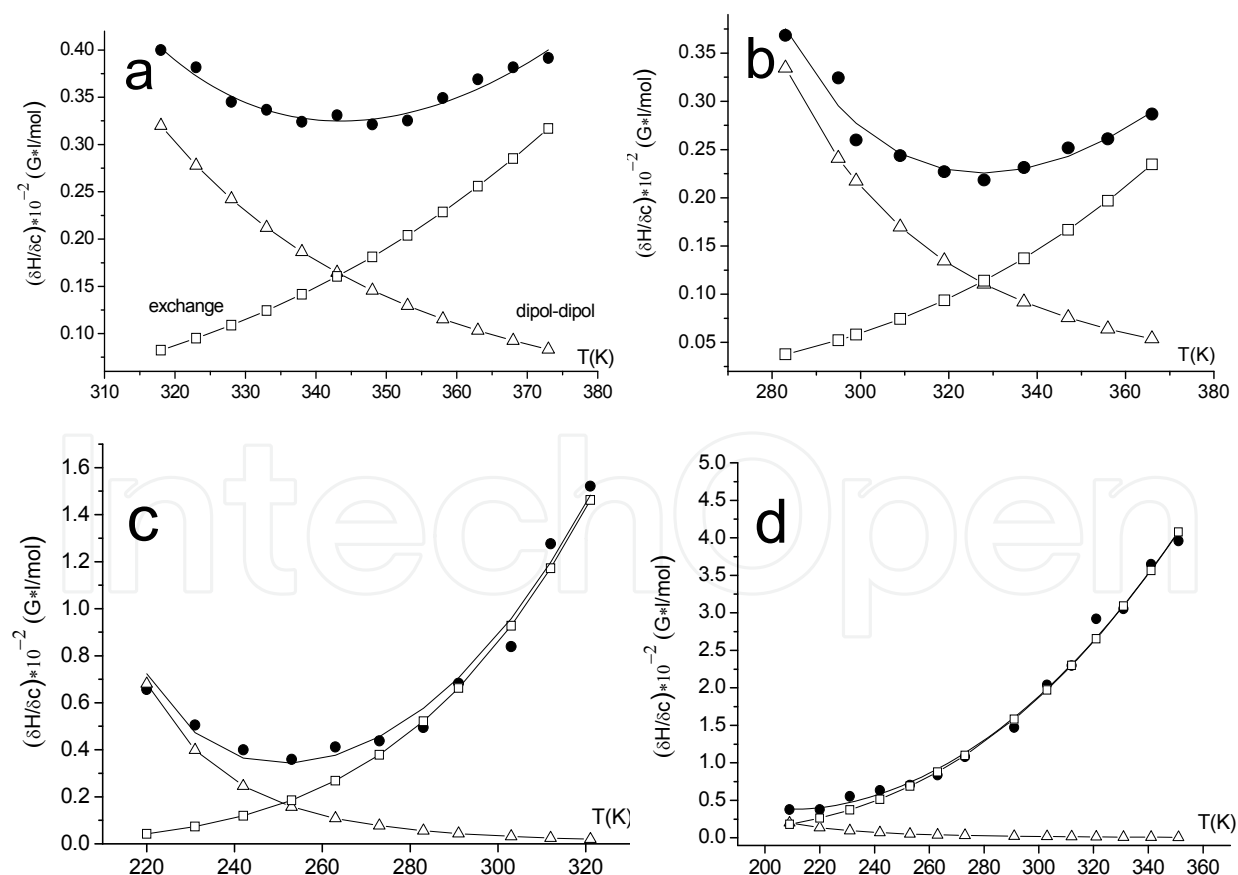 a
(δH/δc)*10⁻² (G*l/mol)
0.40
0.35
0.30
0.25
0.20
0.15
0.10
exchange
dipol-dipol
T(K)
310 320 330 340 350 360 370 380
b
(δH/δc)*10⁻² (G*l/mol)
0.35
0.30
0.25
0.20
0.15
0.10
0.05
T(K)
280 300 320 340 360 380
IntechOpen
c
(δH/δc)*10⁻² (G*l/mol)
1.6
1.4
1.2
1.0
0.8
0.6
0.4
0.2
0.0
T(K)
220 240 260 280 300 320
d
(δH/δc)*10⁻² (G*l/mol)
5.0
4.5
4.0
3.5
3.0
2.5
2.0
1.5
1.0
0.5
0.0
T(K)
200 220 240 260 280 300 320 340 360